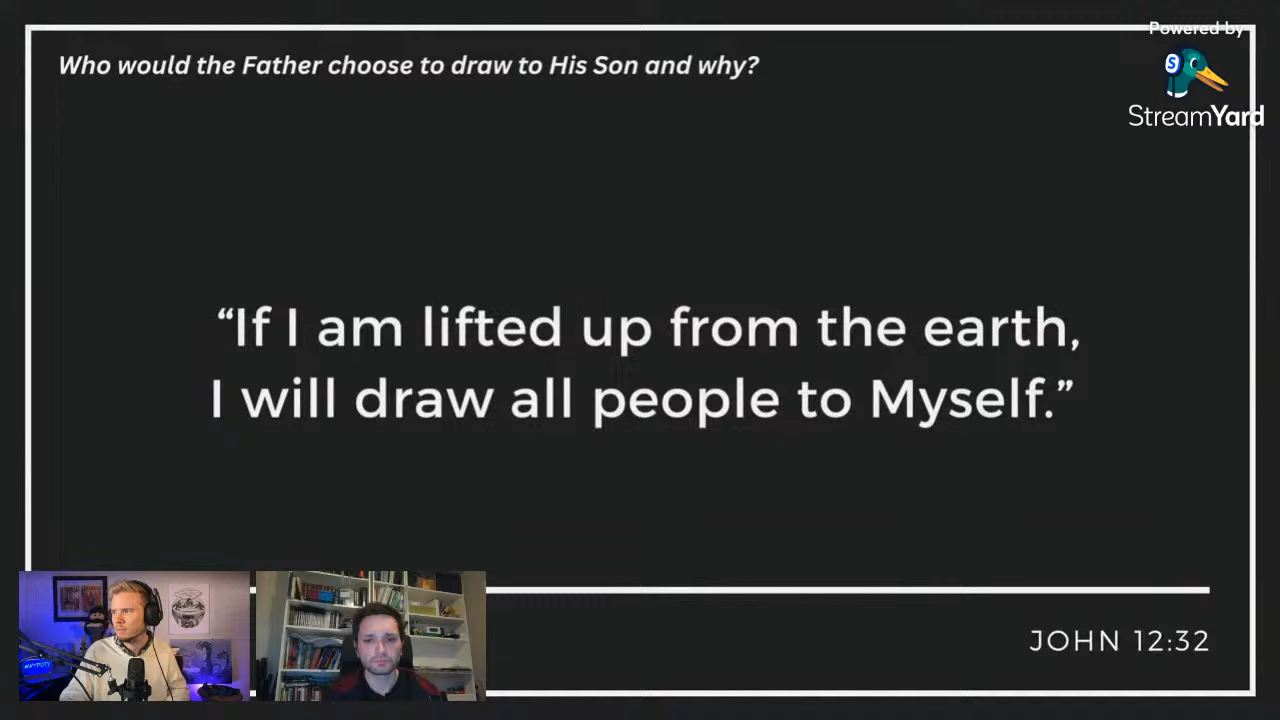 Powered by
Who would the Father choose to draw to His Son and why?
S
StreamYard
“If I am lifted up from the earth,
I will draw all people to Myself.”
JOHN 12:32